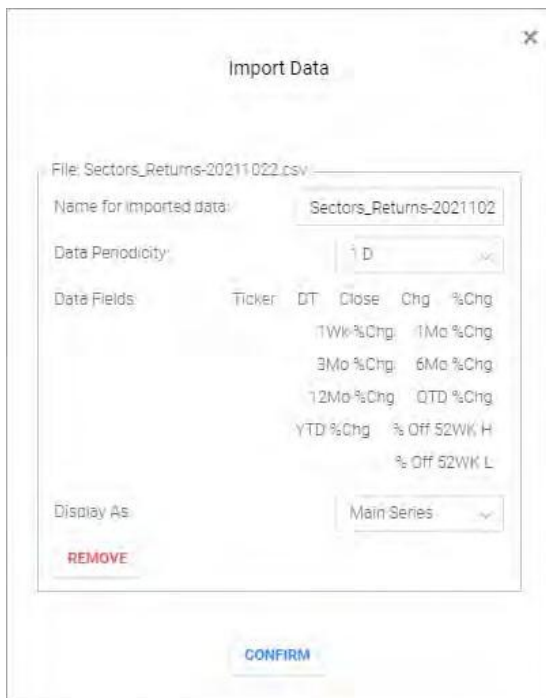 Import Data
File: Sectors_Returns-20211022.csv
Name for imported data: Sectors_Returns-2021102
Data Periodicity: 1 D
Data Fields Ticker DT Close Chg %Chg
1Wk %Chg 1Mo %Chg
3Mo %Chg 6Mo %Chg
12Mo %Chg QTD %Chg
YTD %Chg % Off 52WK H
% Off 52WK L
Display As Main Series
REMOVE
CONFIRM